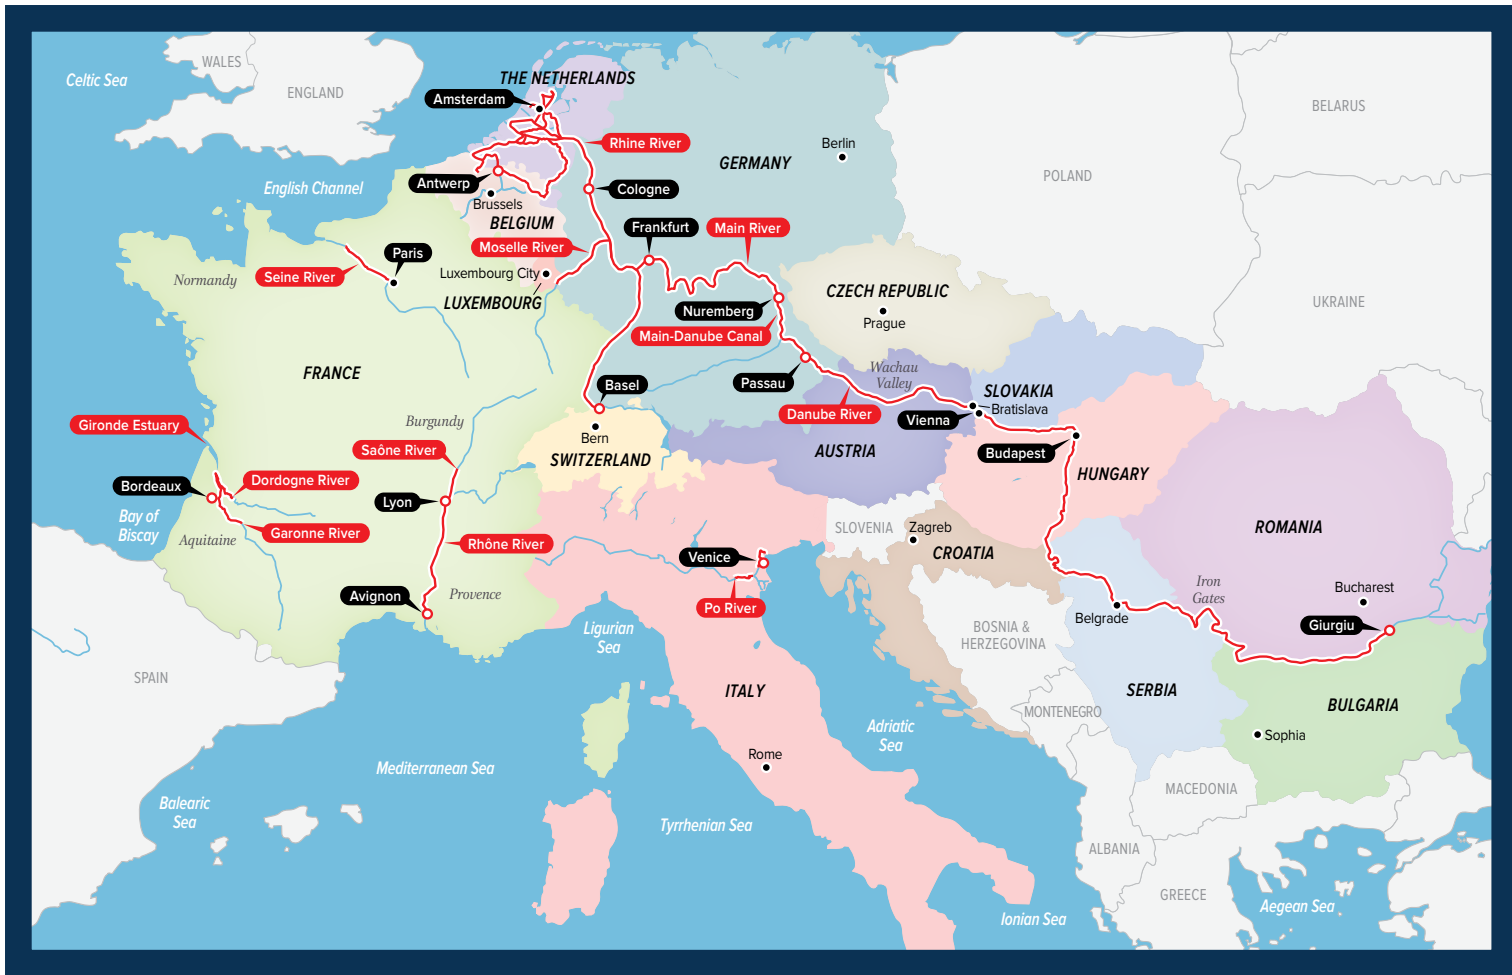 WALES
Celtic Sea
ENGLAND
THE NETHERLANDS
Amsterdam
BELARUS
Rhine River
Berlin
GERMANY
POLAND
English Channel
Antwerp
Cologne
Brussels
BELGIUM
Frankfurt
Main River
Moselle River
Paris
Seine River
Normandy
Luxembourg City
LUXEMBOURG
CZECH REPUBLIC
Prague
UKRAINE
Nuremberg
Main-Danube Canal
FRANCE
Wachau
Valley
Passau
Basel
SLOVAKIA
Bratislava
Danube River
Vienna
Gironde Estuary
Burgundy
Bern
Saône River
SWITZERLAND
AUSTRIA
Budapest
HUNGARY
Dordogne River
Bordeaux
Lyon
Bay of
Biscay
Garonne River
Aquitaine
Rhône River
SLOVENIA
Zagreb
CROATIA
ROMANIA
Venice
Avignon
Provence
Po River
Iron
Gates
Bucharest
Belgrade
Giurgiu
Ligurian
Sea
BOSNIA &
HERZEGOVINA
SPAIN
ITALY
SERBIA
BULGARIA
MONTENEGRO
Adriatic
Sea
Sophia
Rome
Mediterranean Sea
MACEDONIA
Balearic
Sea
Tyrrhenian Sea
ALBANIA
GREECE
Aegean Sea
Ionian Sea